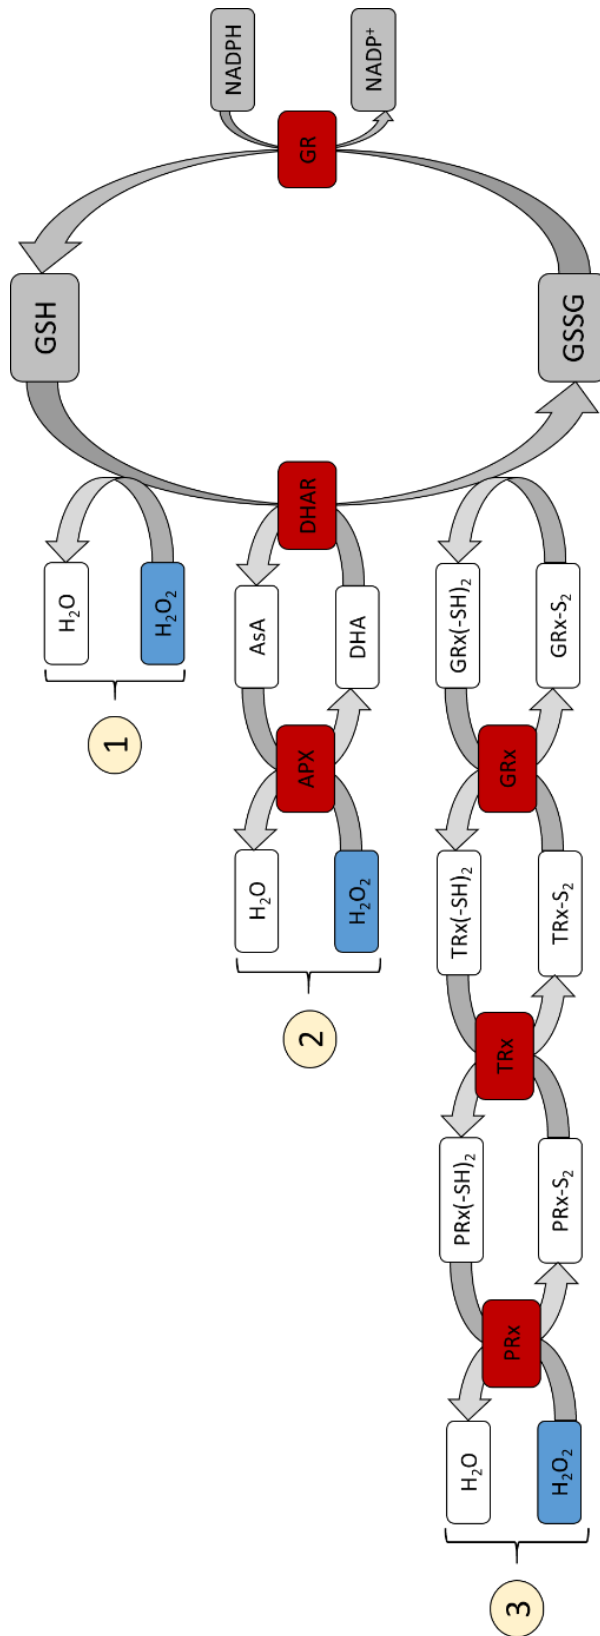 GSH
H₂O
1
H₂O₂
NADPH
H₂O
AsA
2
APX
DHAR
GR
H₂O₂
DHA
NADP⁺
H₂O
PRx(-SH)₂
TRx(-SH)₂
GRx(-SH)₂
3
PRx
TRx
GRx
H₂O₂
PRx-S₂
TRx-S₂
GRx-S₂
GSSG